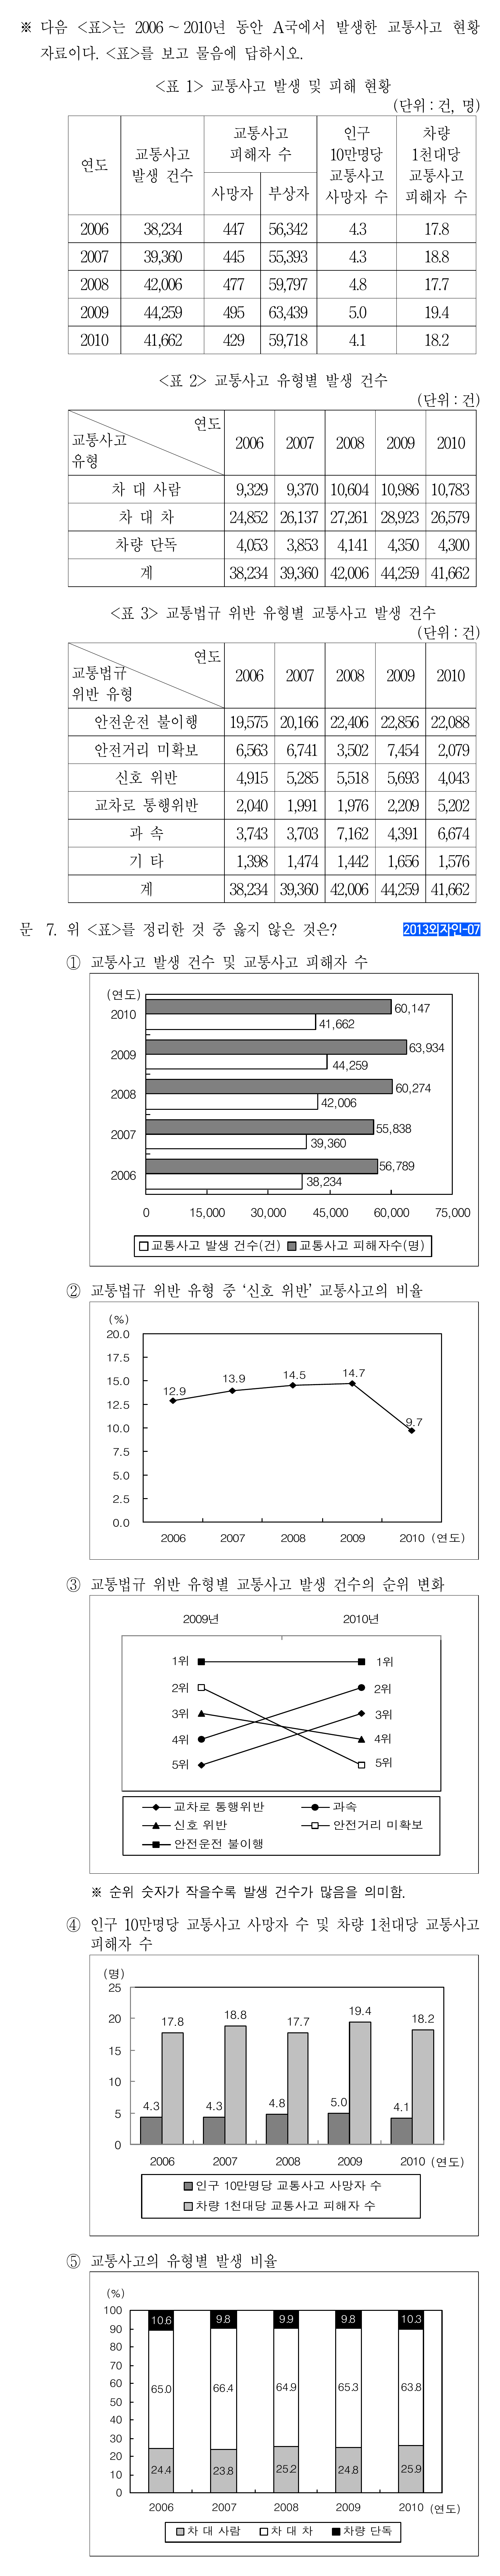 ※ 다음 <표>는 2006 ~ 2010년 동안 A국에서 발생한 교통사고 현황
자료이다. <표>를 보고 물음에 답하시오.
<표 1> 교통사고 발생 및 피해 현황
(단위 : 건, 명)
연도 교통사고 발생 건수 교통사고 피해자 수 인구 10만명당 교통사고 사망자 수 차량 1천대당 교통사고 피해자 수
사망자 부상자
2006 38,234 447 56,342 4.3 17.8
2007 39,360 445 55,393 4.3 18.8
2008 42,006 477 59,797 4.8 17.7
2009 44,259 495 63,439 5.0 19.4
2010 41,662 429 59,718 4.1 18.2
<표 2> 교통사고 유형별 발생 건수
(단위 : 건)
연도
교통사고 유형 2006 2007 2008 2009 2010
차 대 사람 9,329 9,370 10,604 10,986 10,783
차 대 차 24,852 26,137 27,261 28,923 26,579
차량 단독 4,053 3,853 4,141 4,350 4,300
계 38,234 39,360 42,006 44,259 41,662
<표 3> 교통법규 위반 유형별 교통사고 발생 건수
(단위 : 건)
연도
교통법규 위반 유형 2006 2007 2008 2009 2010
안전운전 불이행 19,575 20,166 22,406 22,856 22,088
안전거리 미확보 6,563 6,741 3,502 7,454 2,079
신호 위반 4,915 5,285 5,518 5,693 4,043
교차로 통행위반 2,040 1,991 1,976 2,209 5,202
과 속 3,743 3,703 7,162 4,391 6,674
기 타 1,398 1,474 1,442 1,656 1,576
계 38,234 39,360 42,006 44,259 41,662
문 7. 위 <표>를 정리한 것 중 옳지 않은 것은? 2013외자인-07
① 교통사고 발생 건수 및 교통사고 피해자 수
(연도)
2010 60,147
41,662
2009 63,934
44,259
2008 60,274
42,006
2007 55,838
39,360
2006 56,789
38,234
0 15,000 30,000 45,000 60,000 75,000
교통사고 발생 건수(건) 교통사고 피해자수(명)
② 교통법규 위반 유형 중 ‘신호 위반’ 교통사고의 비율
(%)
20.0
17.5
15.0
12.5
10.0
7.5
5.0
2.5
0.0
12.9 13.9 14.5 14.7 9.7
2006 2007 2008 2009 2010 (연도)
③ 교통법규 위반 유형별 교통사고 발생 건수의 순위 변화
2009년 2010년
1위 1위
2위 2위
3위 3위
4위 4위
5위 5위
교차로 통행위반 과속
신호 위반 안전거리 미확보
안전운전 불이행
※ 순위 숫자가 작을수록 발생 건수가 많음을 의미함.
④ 인구 10만명당 교통사고 사망자 수 및 차량 1천대당 교통사고
피해자 수
(명)
25
20
15
10
5
0
4.3 17.8 4.3 18.8 4.8 17.7 5.0 19.4 4.1 18.2
2006 2007 2008 2009 2010 (연도)
인구 10만명당 교통사고 사망자 수
차량 1천대당 교통사고 피해자 수
⑤ 교통사고의 유형별 발생 비율
(%)
100
90
80
70
60
50
40
30
20
10
0
10.6 9.8 9.9 9.8 10.3
65.0 66.4 64.9 65.3 63.8
24.4 23.8 25.2 24.8 25.9
2006 2007 2008 2009 2010 (연도)
차 대 사람 차 대 차 차량 단독